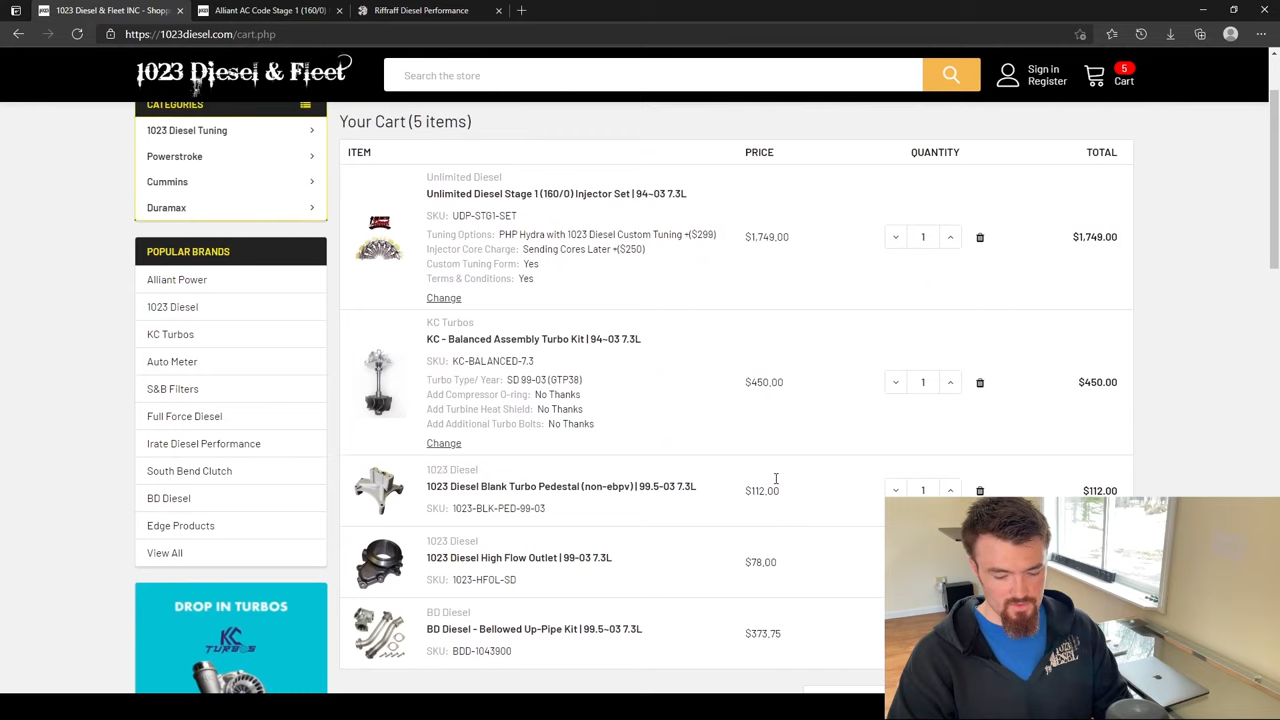 1023 Diesel & Fleet INC - Shopp
Alliant AC Code Stage 1 (160/0)
Riffraff Diesel Performance
https://1023diesel.com/cart.php
1023 Diesel & Fleet
Search the store
Sign in
Register
5
Cart
CATEGORIES
1023 Diesel Tuning
Powerstroke
Cummins
Duramax
POPULAR BRANDS
Alliant Power
1023 Diesel
KC Turbos
Auto Meter
S&B Filters
Full Force Diesel
Irate Diesel Performance
South Bend Clutch
BD Diesel
Edge Products
View All
DROP IN TURBOS
KC
TURBOS
Your Cart (5 items)
ITEM PRICE QUANTITY TOTAL
Unlimited Diesel
Unlimited Diesel Stage 1 (160/0) Injector Set | 94~03 7.3L
SKU: UDP-STG1-SET
Tuning Options: PHP Hydra with 1023 Diesel Custom Tuning +($299)
Injector Core Charge: Sending Cores Later +($250)
Custom Tuning Form: Yes
Terms & Conditions: Yes
Change
$1,749.00 1 $1,749.00
KC Turbos
KC - Balanced Assembly Turbo Kit | 94~03 7.3L
SKU: KC-BALANCED-7.3
Turbo Type/ Year: SD 99-03 (GTP38)
Add Compressor O-ring: No Thanks
Add Turbine Heat Shield: No Thanks
Add Additional Turbo Bolts: No Thanks
Change
$450.00 1 $450.00
1023 Diesel
1023 Diesel Blank Turbo Pedestal (non-ebpv) | 99.5-03 7.3L
SKU: 1023-BLK-PED-99-03
$112.00 1 $112.00
1023 Diesel
1023 Diesel High Flow Outlet | 99-03 7.3L
SKU: 1023-HFOL-SD
$78.00
BD Diesel
BD Diesel - Bellowed Up-Pipe Kit | 99.5~03 7.3L
SKU: BDD-1043900
$373.75